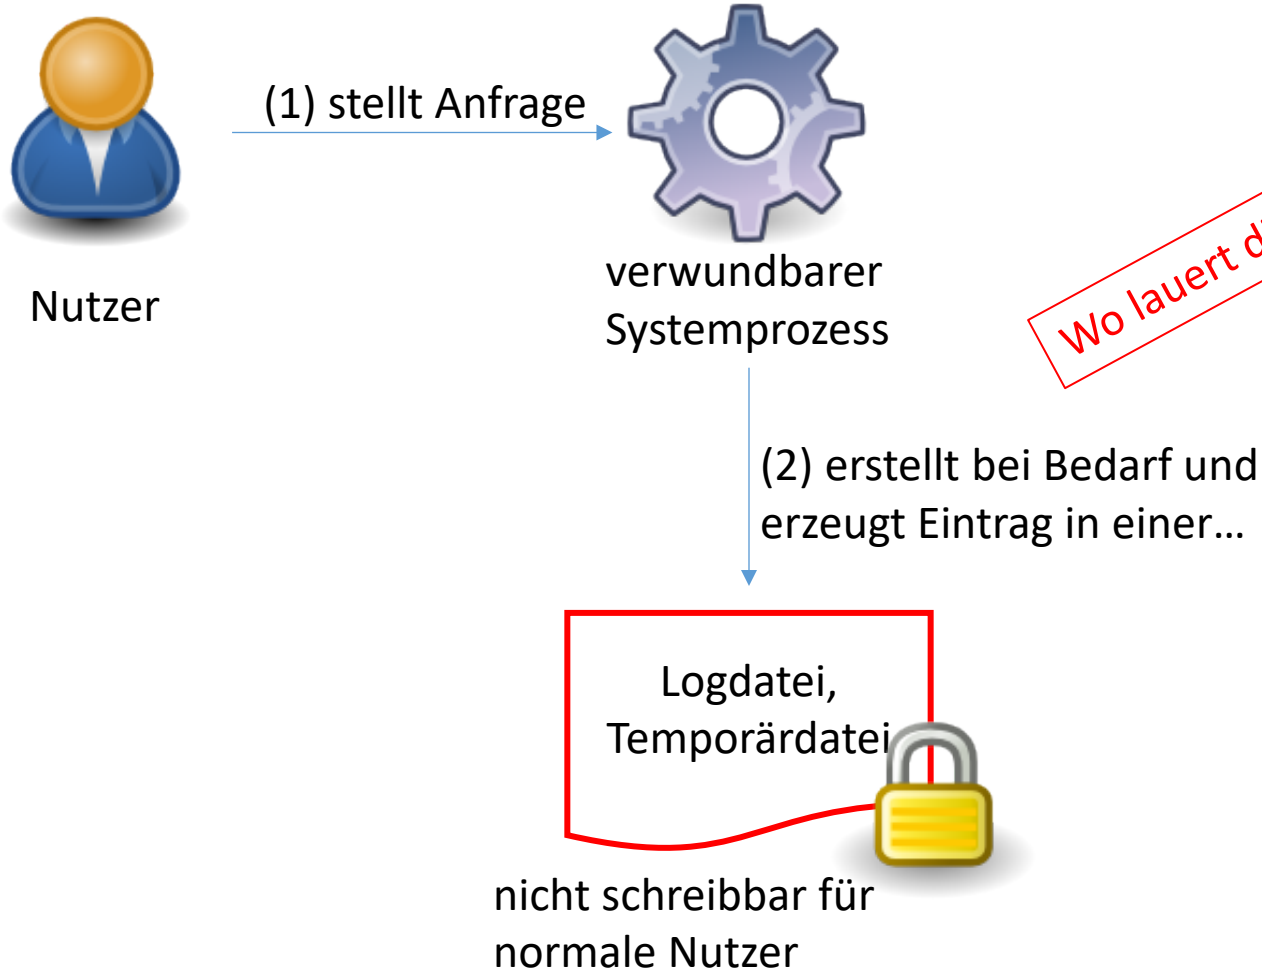 (1) stellt Anfrage
Nutzer
verwundbarer
Systemprozess
Wo lauert
(2) erstellt bei Bedarf und
erzeugt Eintrag in einer…
Logdatei,
Temporärdatei
nicht schreibbar für
normale Nutzer